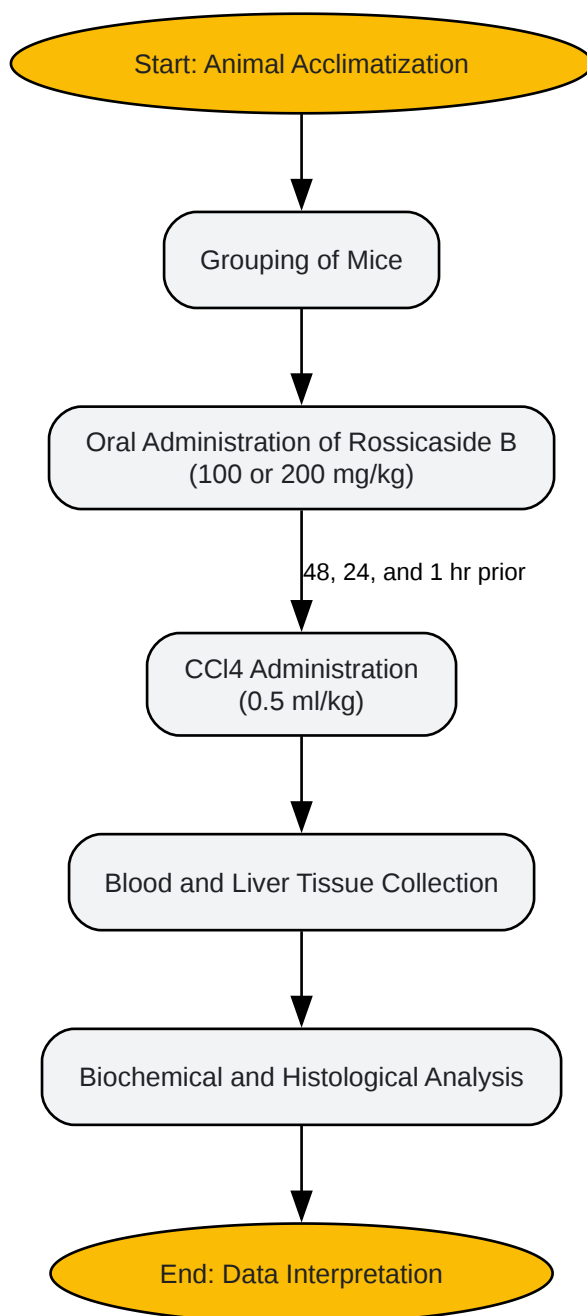 Start: Animal Acclimatization
Grouping of Mice
Oral Administration of Rossicaside B
(100 or 200 mg/kg)
48, 24, and 1 hr prior
CCl4 Administration
(0.5 ml/kg)
Blood and Liver Tissue Collection
Biochemical and Histological Analysis
End: Data Interpretation